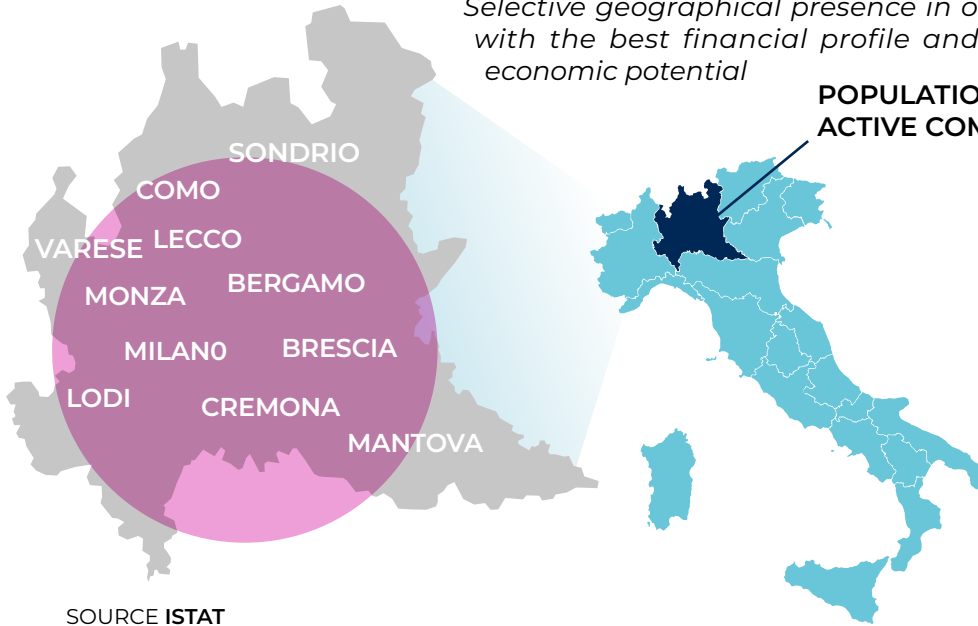 Selective geographical presence in o
with the best financial profile and
economic potential
POPULATIO
ACTIVE COM
SONDRIO
COMO
VARESE LECCO
MONZA BERGAMO
MILAN0 BRESCIA
LODI CREMONA
MANTOVA
SOURCE ISTAT